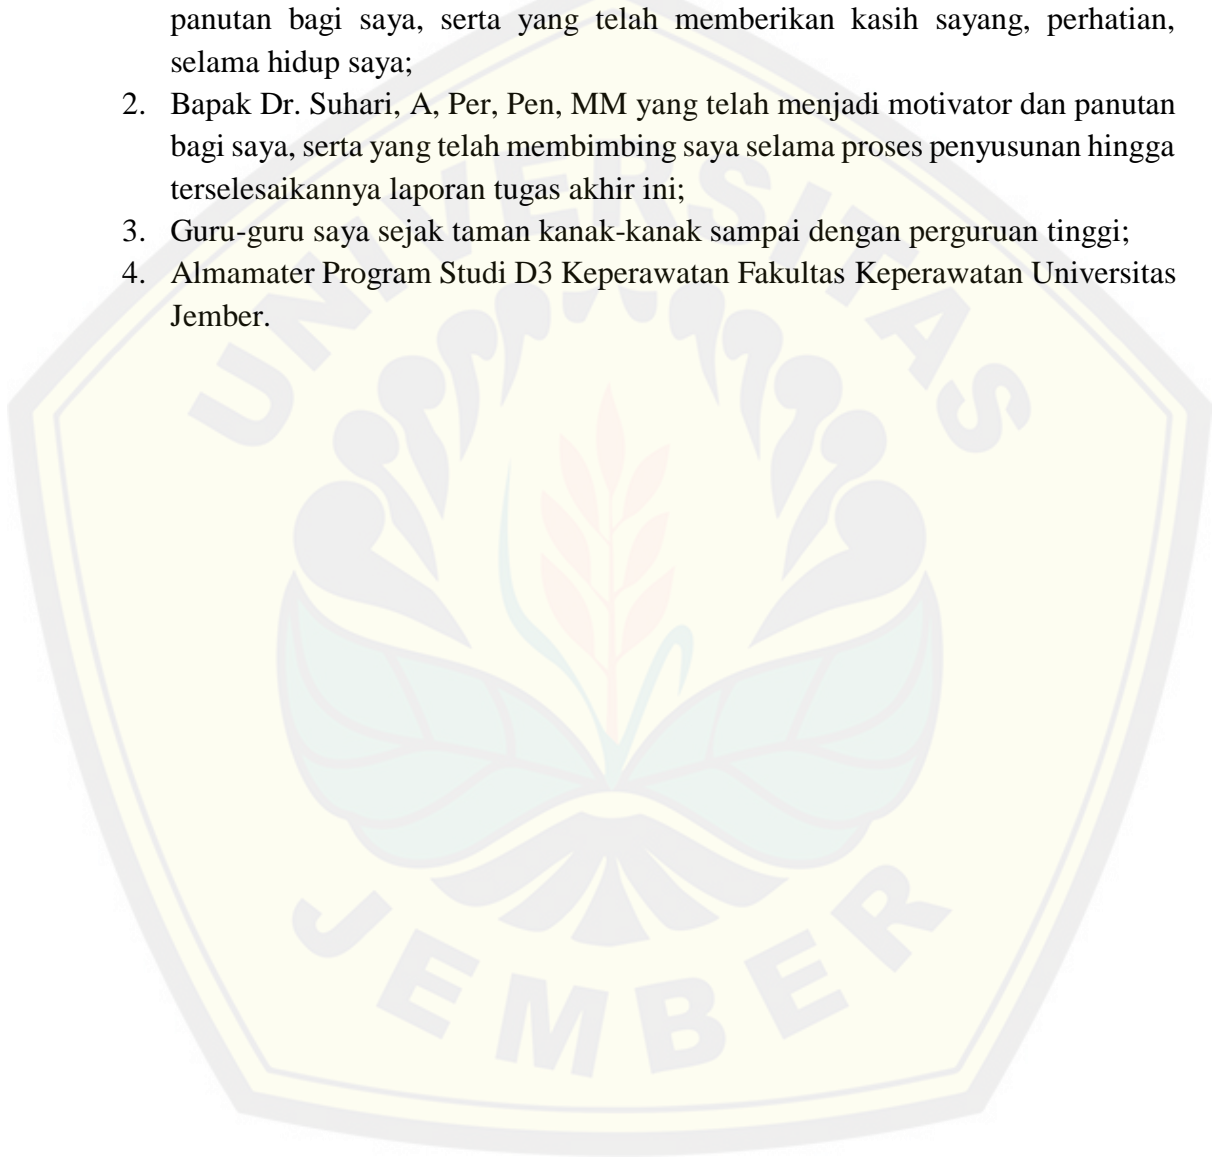 panutan bagi saya, serta yang telah memberikan kasih sayang, perhatian,
selama hidup saya;
2. Bapak Dr. Suhari, A, Per, Pen, MM yang telah menjadi motivator dan panutan
bagi saya, serta yang telah membimbing saya selama proses penyusunan hingga
terselesaikannya laporan tugas akhir ini;
3. Guru-guru saya sejak taman kanak-kanak sampai dengan perguruan tinggi;
4. Almamater Program Studi D3 Keperawatan Fakultas Keperawatan Universitas
Jember.
UNIVERSITAS
JEMBER